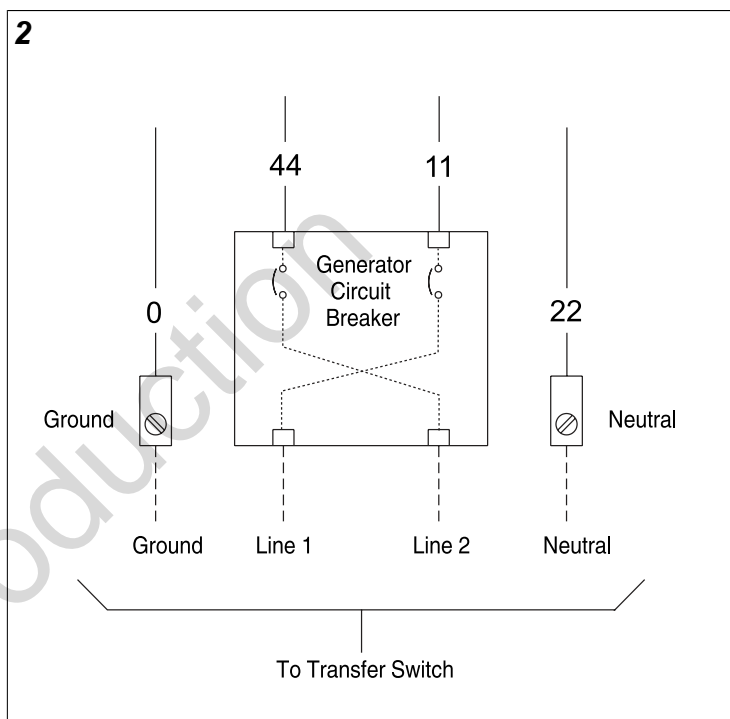 2
44
11
Generator
Circuit
Breaker
0
22
Ground
Neutral
Ground
Line 1
Line 2
Neutral
To Transfer Switch
oduction